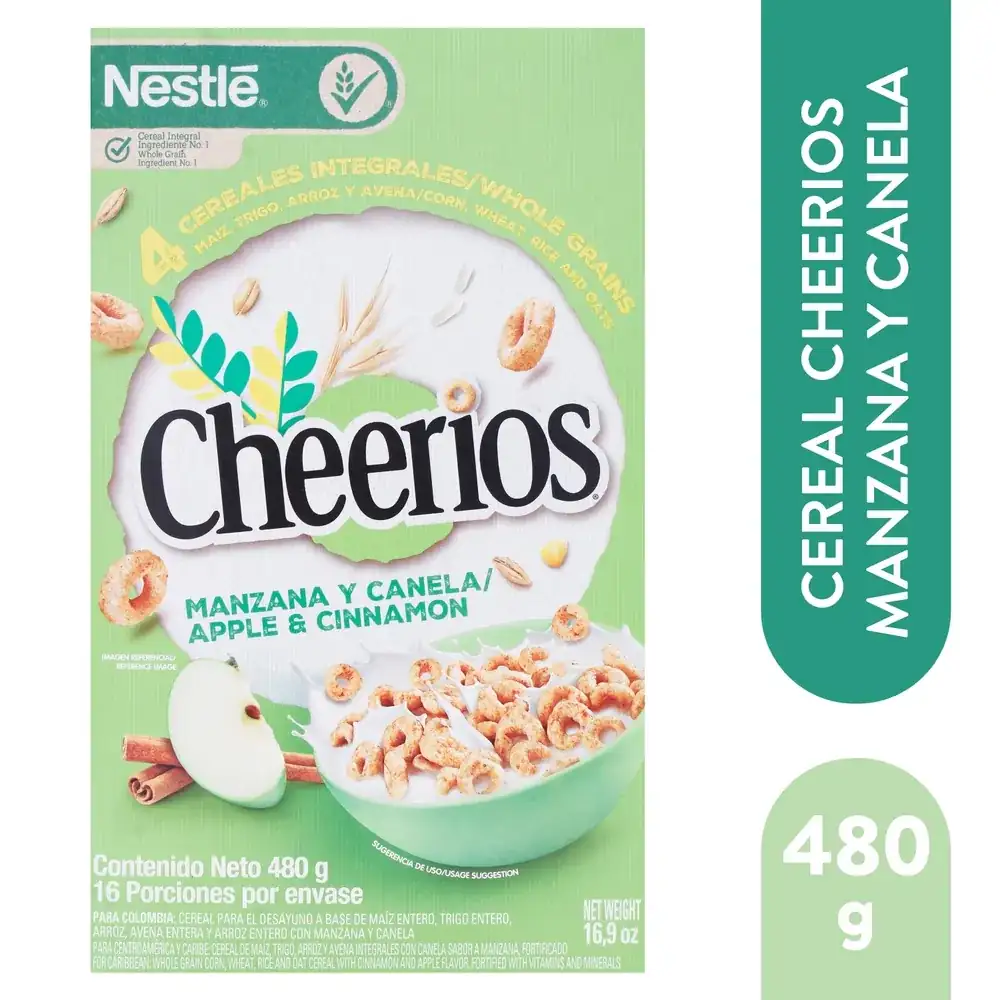 Nestlé®
Cereal Integral
Ingrediente No. 1
Whole Grain
Ingredient No. 1
4 CEREALES INTEGRALES/WHOLE GRAINS
MAIZ, TRIGO, ARROZ Y AVENA/CORN, WHEAT, RICE AND OATS
Cheerios®
MANZANA Y CANELA/
APPLE & CINNAMON
IMAGEN REFERENCIAL/
REFERENCE IMAGE
SUGERENCIA DE USO/USAGE SUGGESTION
Contenido Neto 480 g
16 Porciones por envase
PARA COLOMBIA: CEREAL PARA EL DESAYUNO A BASE DE MAÍZ ENTERO, TRIGO ENTERO,
ARROZ, AVENA ENTERA Y ARROZ ENTERO CON MANZANA Y CANELA
PARA CENTROAMÉRICA Y CARIBE: CEREAL DE MAIZ, TRIGO, ARROZ Y AVENA INTEGRALES CON CANELA SABOR A MANZANA, FORTIFICADO
FOR CARIBBEAN: WHOLE GRAIN CORN, WHEAT, RICE AND OAT CEREAL WITH CINNAMON AND APPLE FLAVOR. FORTIFIED WITH VITAMINS AND MINERALS
NET WEIGHT
16,9 oz
CEREAL CHEERIOS
MANZANA Y CANELA
480
g